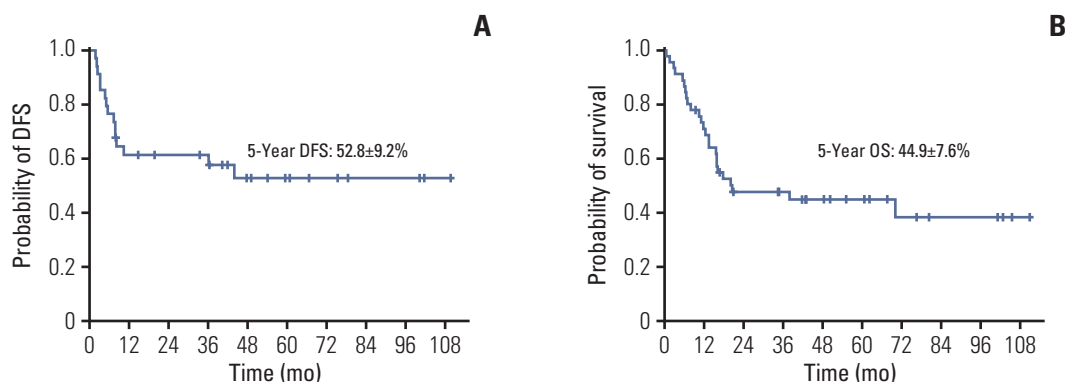 A
1.0
0.8
0.6
0.4
0.2
0
Probability of DFS
5-Year DFS: 52.8±9.2%
0 12 24 36 48 60 72 84 96 108
Time (mo)
B
1.0
0.8
0.6
0.4
0.2
0
Probability of survival
5-Year OS: 44.9±7.6%
0 12 24 36 48 60 72 84 96 108
Time (mo)